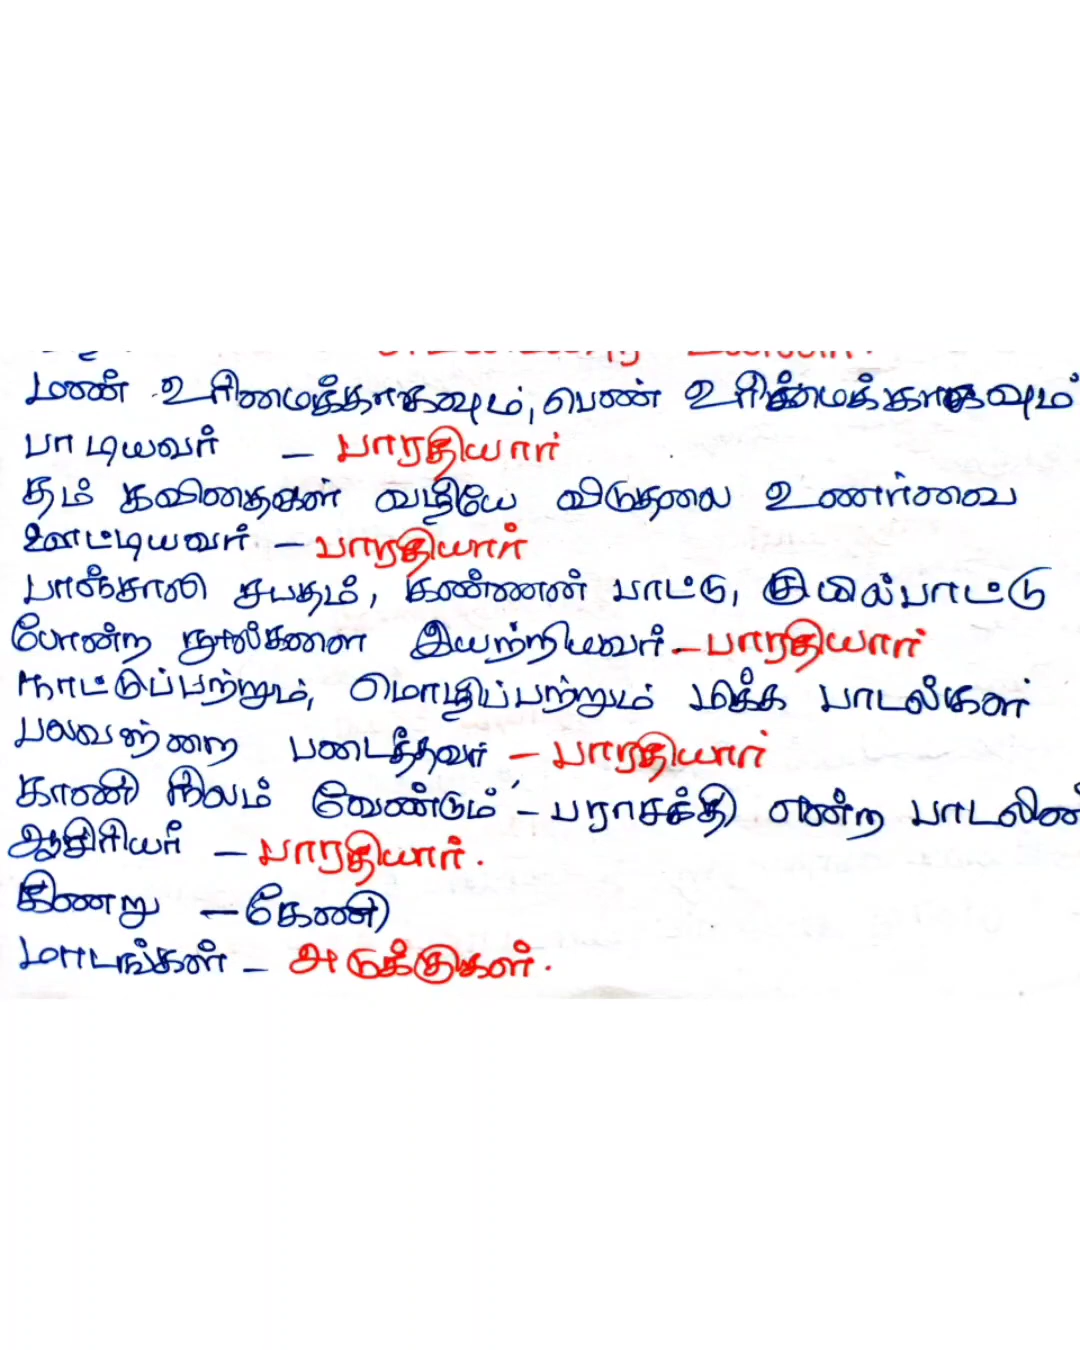 மண் உரிமைக்காகவும், பெண் உரிமைக்காகவும்
பாடியவர் – பாரதியார்
தம் கவிதைகள் வழியே விடுதலை உணர்வை
ஊட்டியவர் – பாரதியார்
பாஞ்சாலி சபதம், கண்ணன் பாட்டு, குயில்பாட்டு
போன்ற நூல்களை இயற்றியவர் – பாரதியார்
நாட்டுப்பற்றும், மொழிப்பற்றும் மிக்க பாடல்கள்
பலவற்றை படைத்தவர் – பாரதியார்
காணி நிலம் வேண்டும் – பராசக்தி என்ற பாடலின்
ஆசிரியர் – பாரதியார்.
கிணறு – கேணி
மாடங்கள் – அடுக்குகள்.